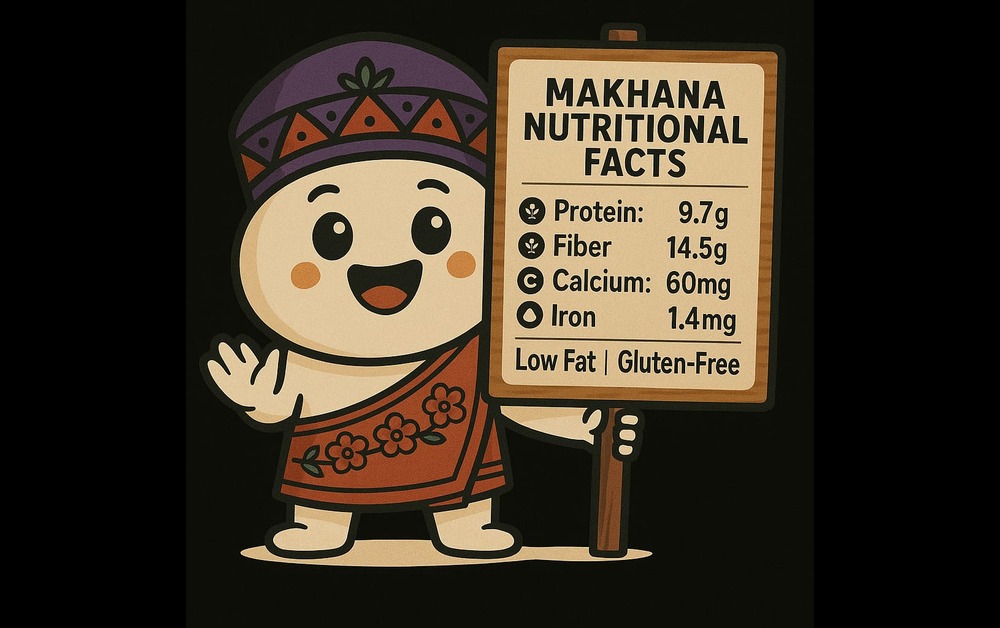 MAKHANA
NUTRITIONAL
FACTS
Protein: 9.7g
Fiber 14.5g
C Calcium: 60mg
Iron 1.4mg
Low Fat | Gluten-Free